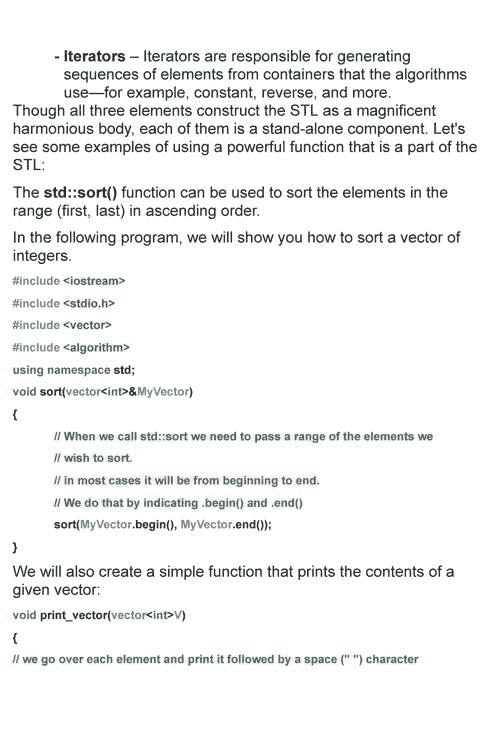 - Iterators – Iterators are responsible for generating
sequences of elements from containers that the algorithms
use—for example, constant, reverse, and more.
Though all three elements construct the STL as a magnificent
harmonious body, each of them is a stand-alone component. Let's
see some examples of using a powerful function that is a part of the
STL:
The std::sort() function can be used to sort the elements in the
range (first, last) in ascending order.
In the following program, we will show you how to sort a vector of
integers.
#include <iostream>
#include <stdio.h>
#include <vector>
#include <algorithm>
using namespace std;
void sort(vector<int>&MyVector)
{
// When we call std::sort we need to pass a range of the elements we
// wish to sort.
// in most cases it will be from beginning to end.
// We do that by indicating .begin() and .end()
sort(MyVector.begin(), MyVector.end());
}
We will also create a simple function that prints the contents of a
given vector:
void print_vector(vector<int>V)
{
// we go over each element and print it followed by a space (" ") character